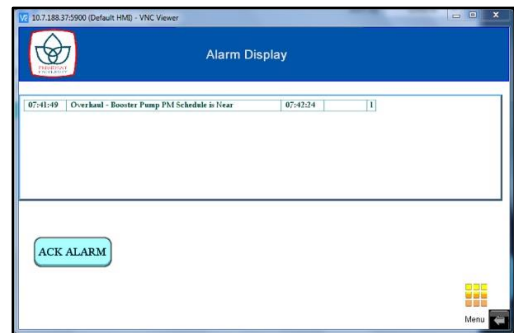 10.7.188.37:5900 (Default HMI) - VNC Viewer
Alarm Display
07:41:49 Overhaul - Booster Pump PM Schedule is Near 07:42:24 1
ACK ALARM
Menu